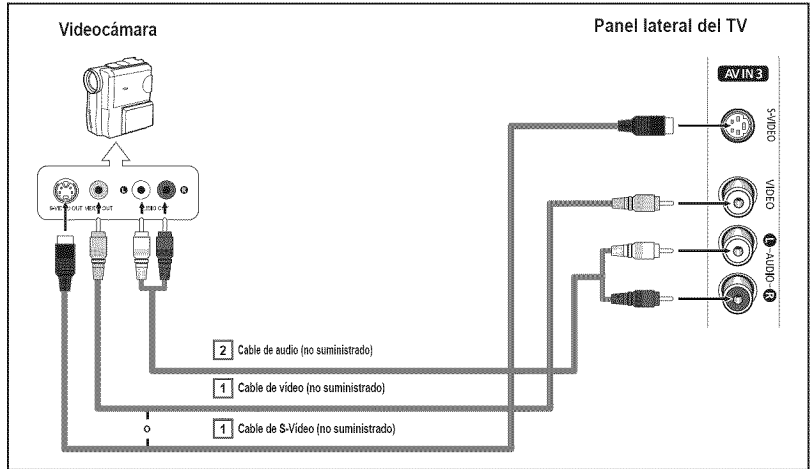 Videocámara
Panel lateral del TV
AV IN 3
S-VIDEO
VIDEO
L-AUDIO-R
L
R
2 Cable de audio (no suministrado)
1 Cable de vídeo (no suministrado)
o
1 Cable de S-Vídeo (no suministrado)